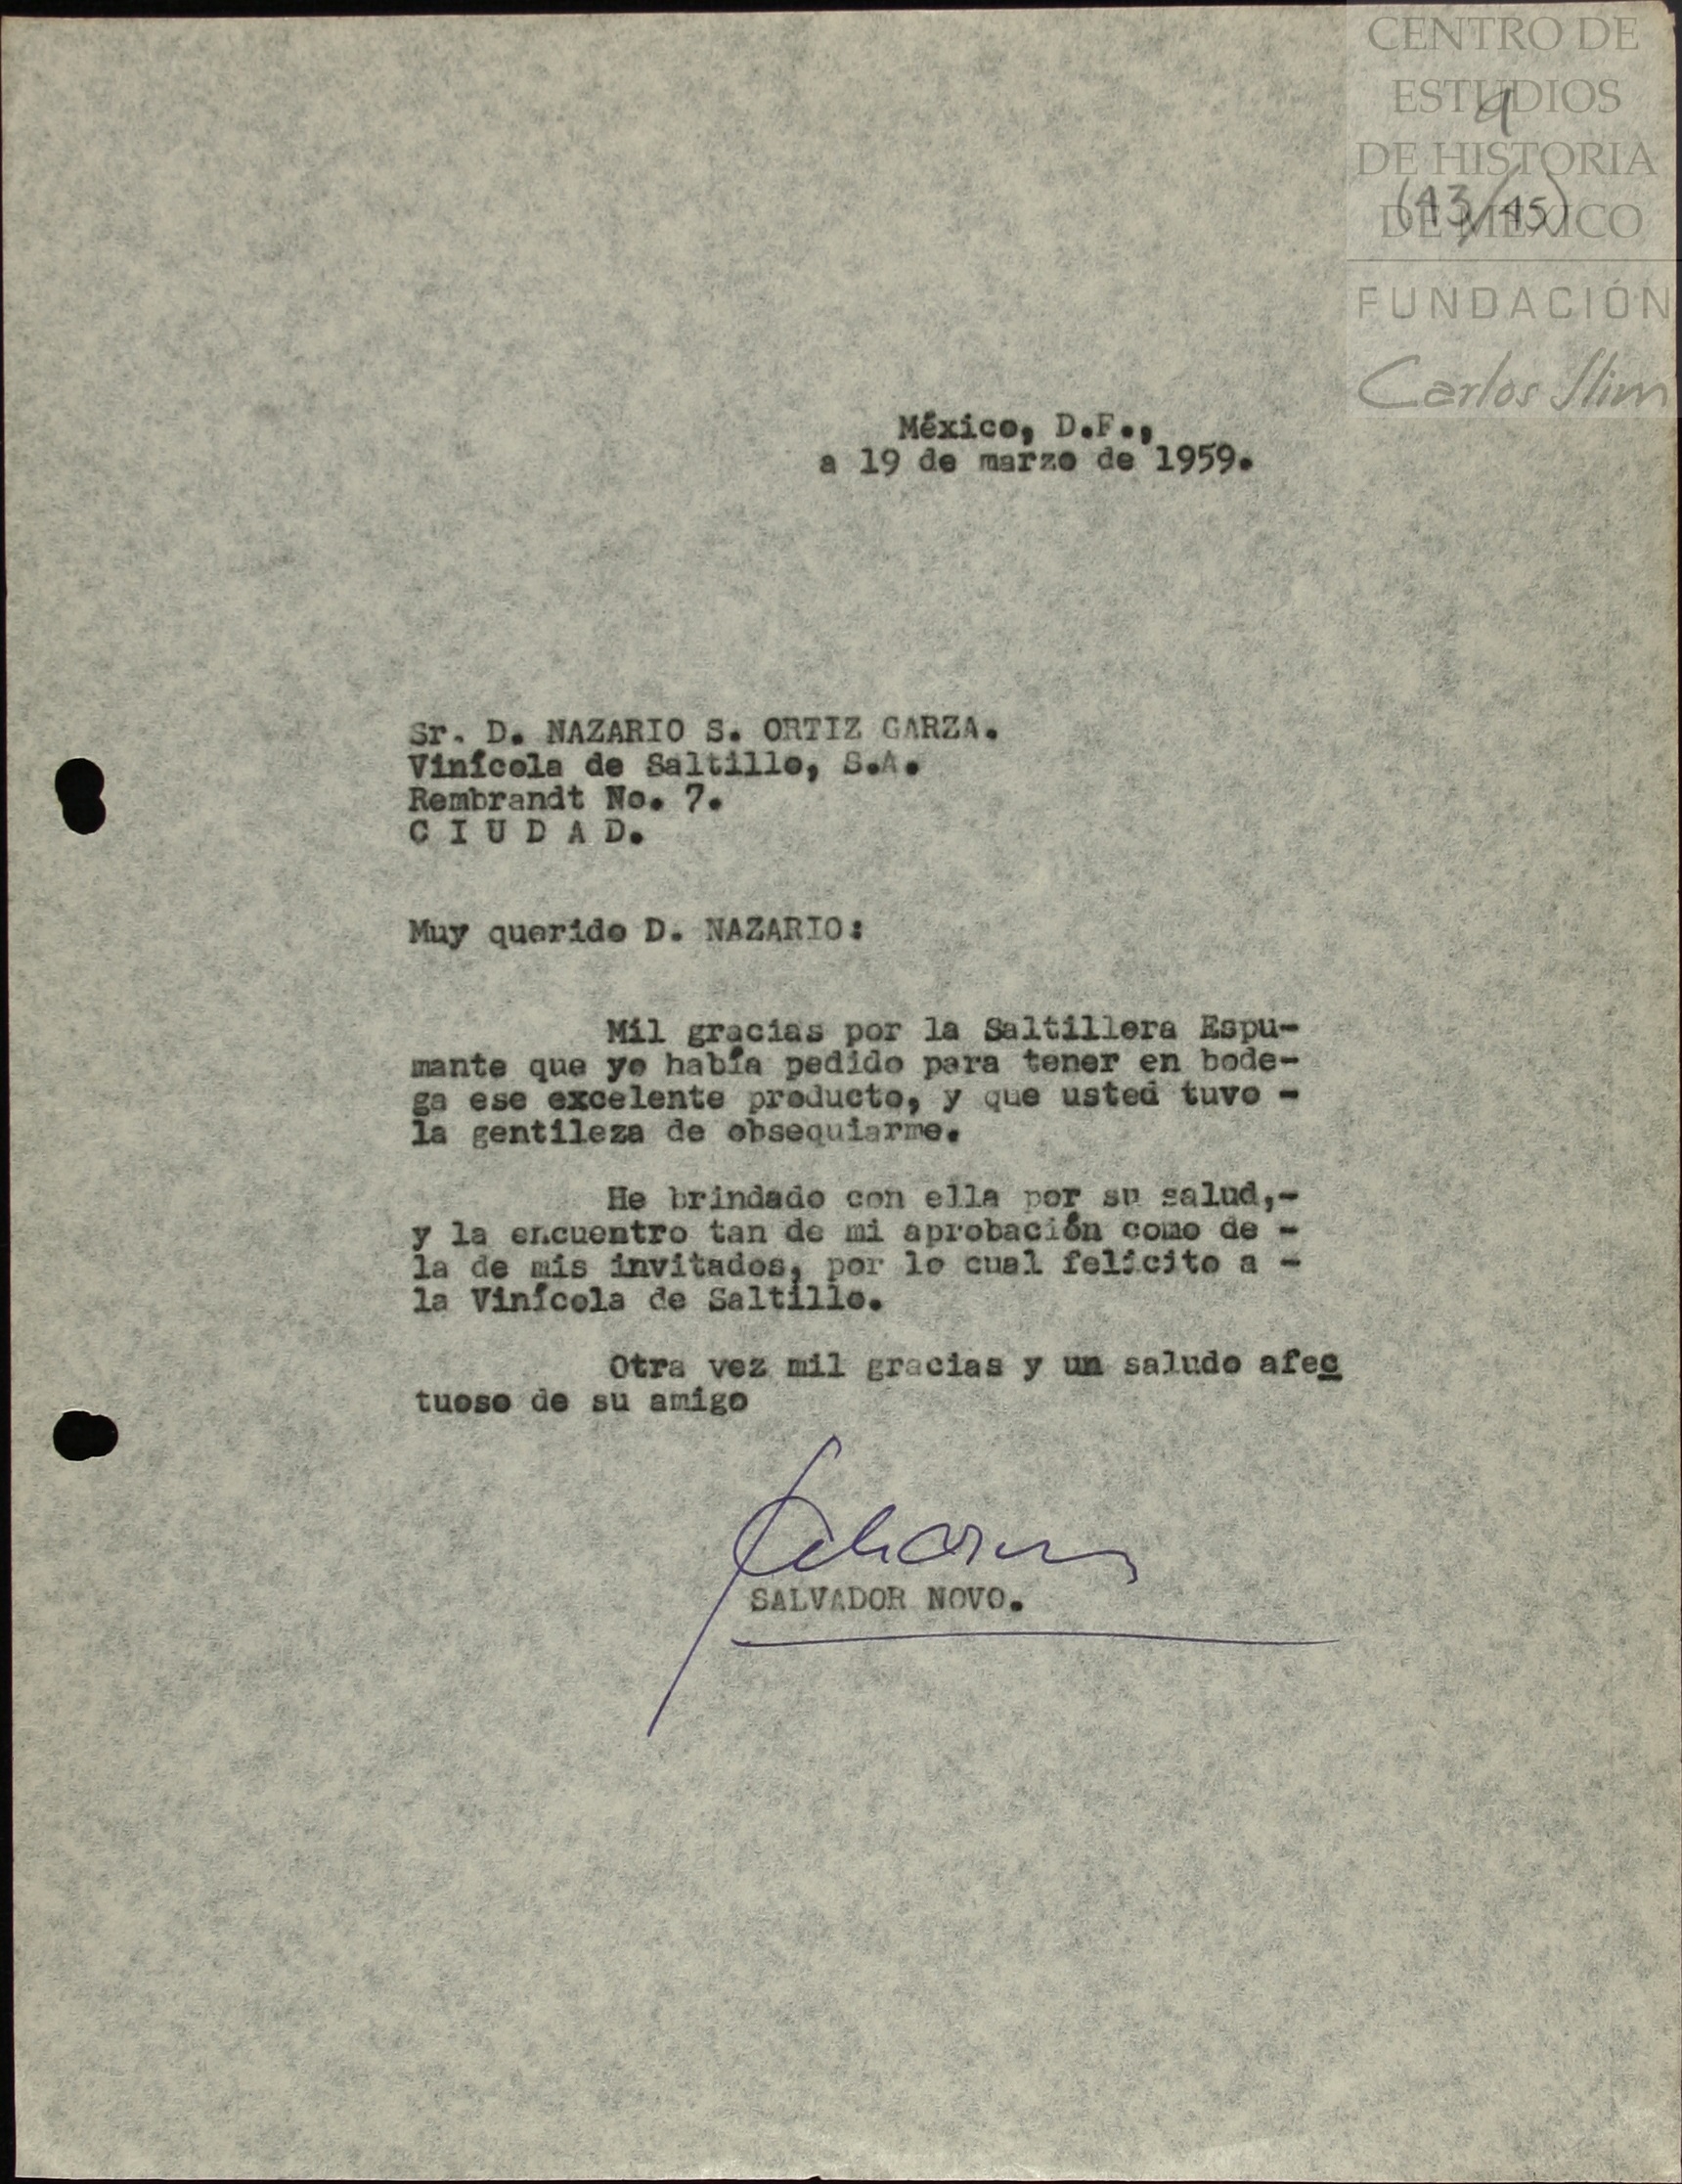 CENTRO DE
ESTUDIOS
DE HISTORIA
DE MÉXICO
FUNDACIÓN
Carlos Slim
(43/45)
México, D.F.,
a 19 de marzo de 1959.
Sr. D. NAZARIO S. ORTIZ GARZA.
Vinícola de Saltillo, S.A.
Rembrandt No. 7.
C I U D A D.
Muy querido D. NAZARIO:
Mil gracias por la Saltillera Espu-
mante que yo había pedido para tener en bode-
ga ese excelente producto, y que usted tuvo -
la gentileza de obsequiarme.
He brindado con ella por su salud,-
y la encuentro tan de mi aprobación como de -
la de mis invitados, por lo cual felicito a -
la Vinícola de Saltillo.
Otra vez mil gracias y un saludo afec
tuoso de su amigo
SALVADOR NOVO.